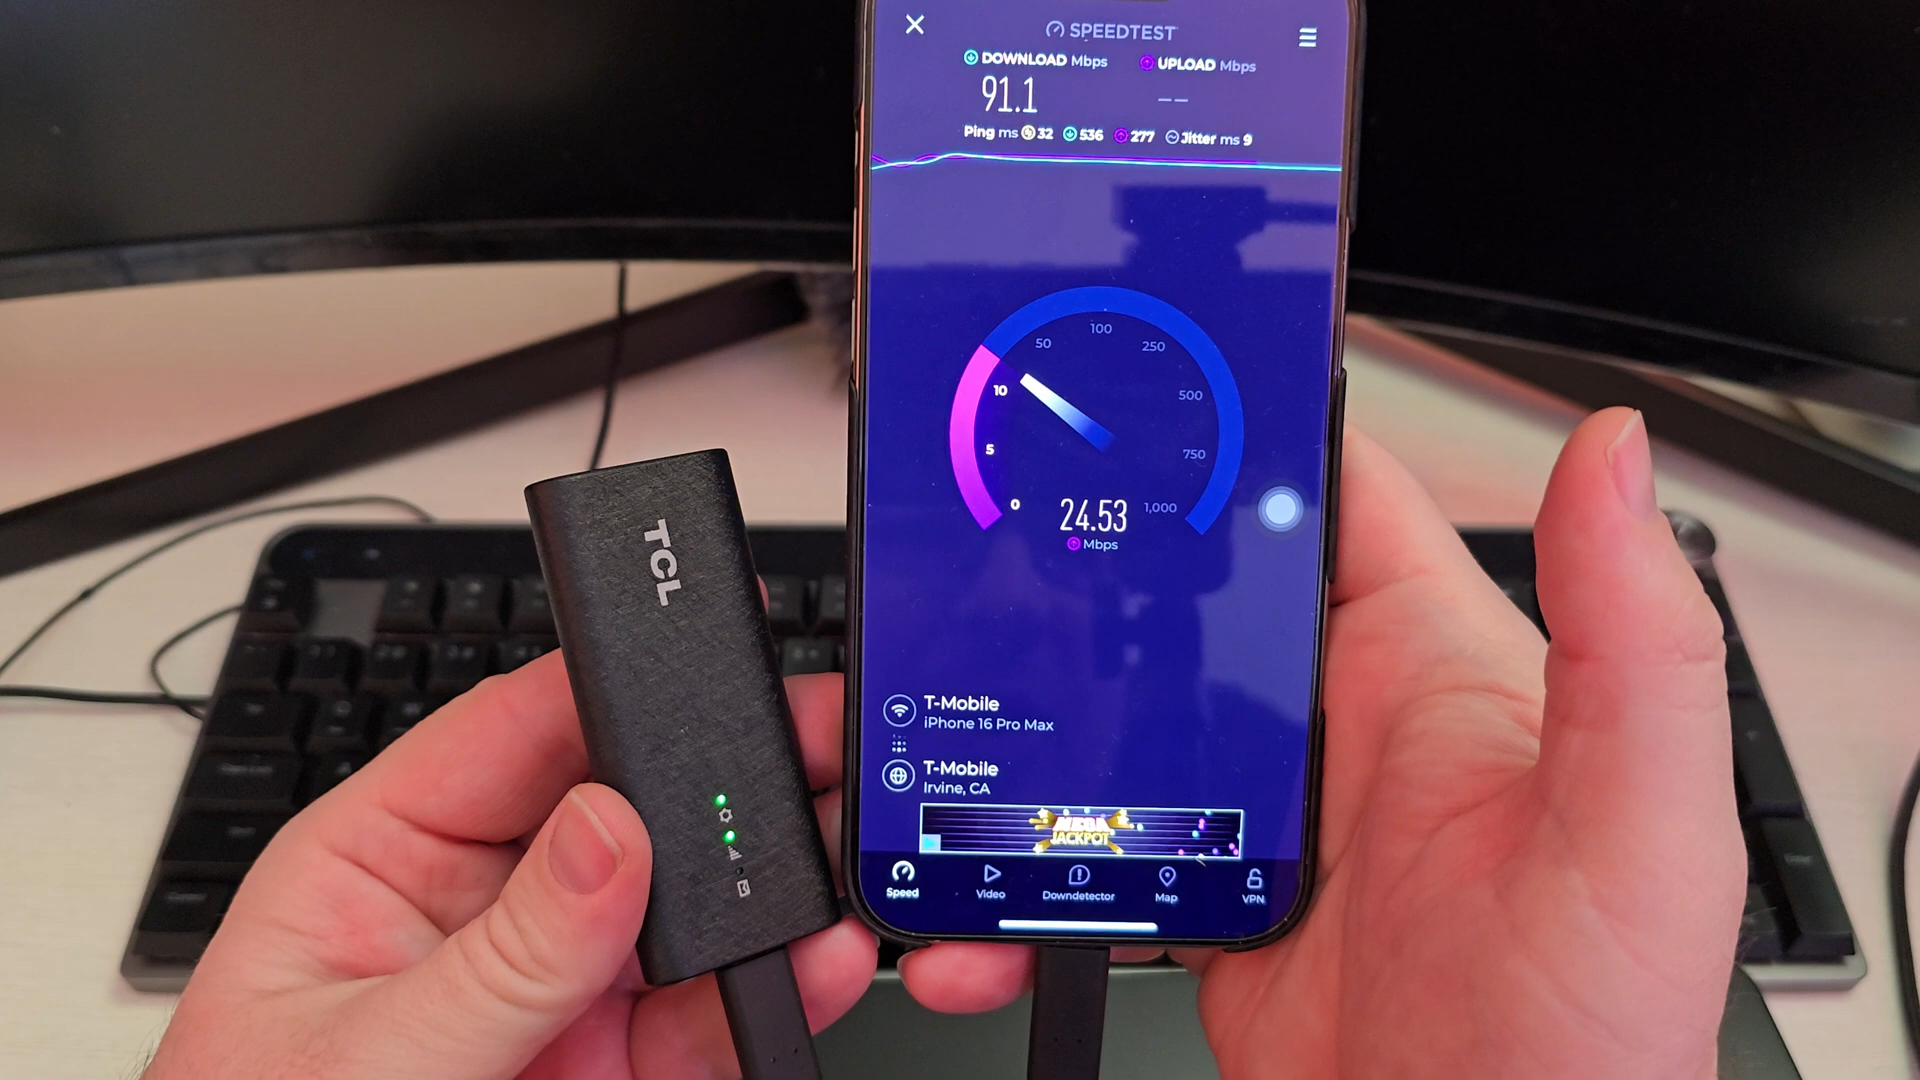 SPEEDTEST
DOWNLOAD Mbps
UPLOAD Mbps
91.1
— —
Ping ms 32 536 277 Jitter ms 9
100
50
250
10
500
5
750
0
1,000
24.53
Mbps
TCL
T-Mobile
iPhone 16 Pro Max
T-Mobile
Irvine, CA
MEGA
JACKPOT
Speed
Video
Downdetector
Map
VPN